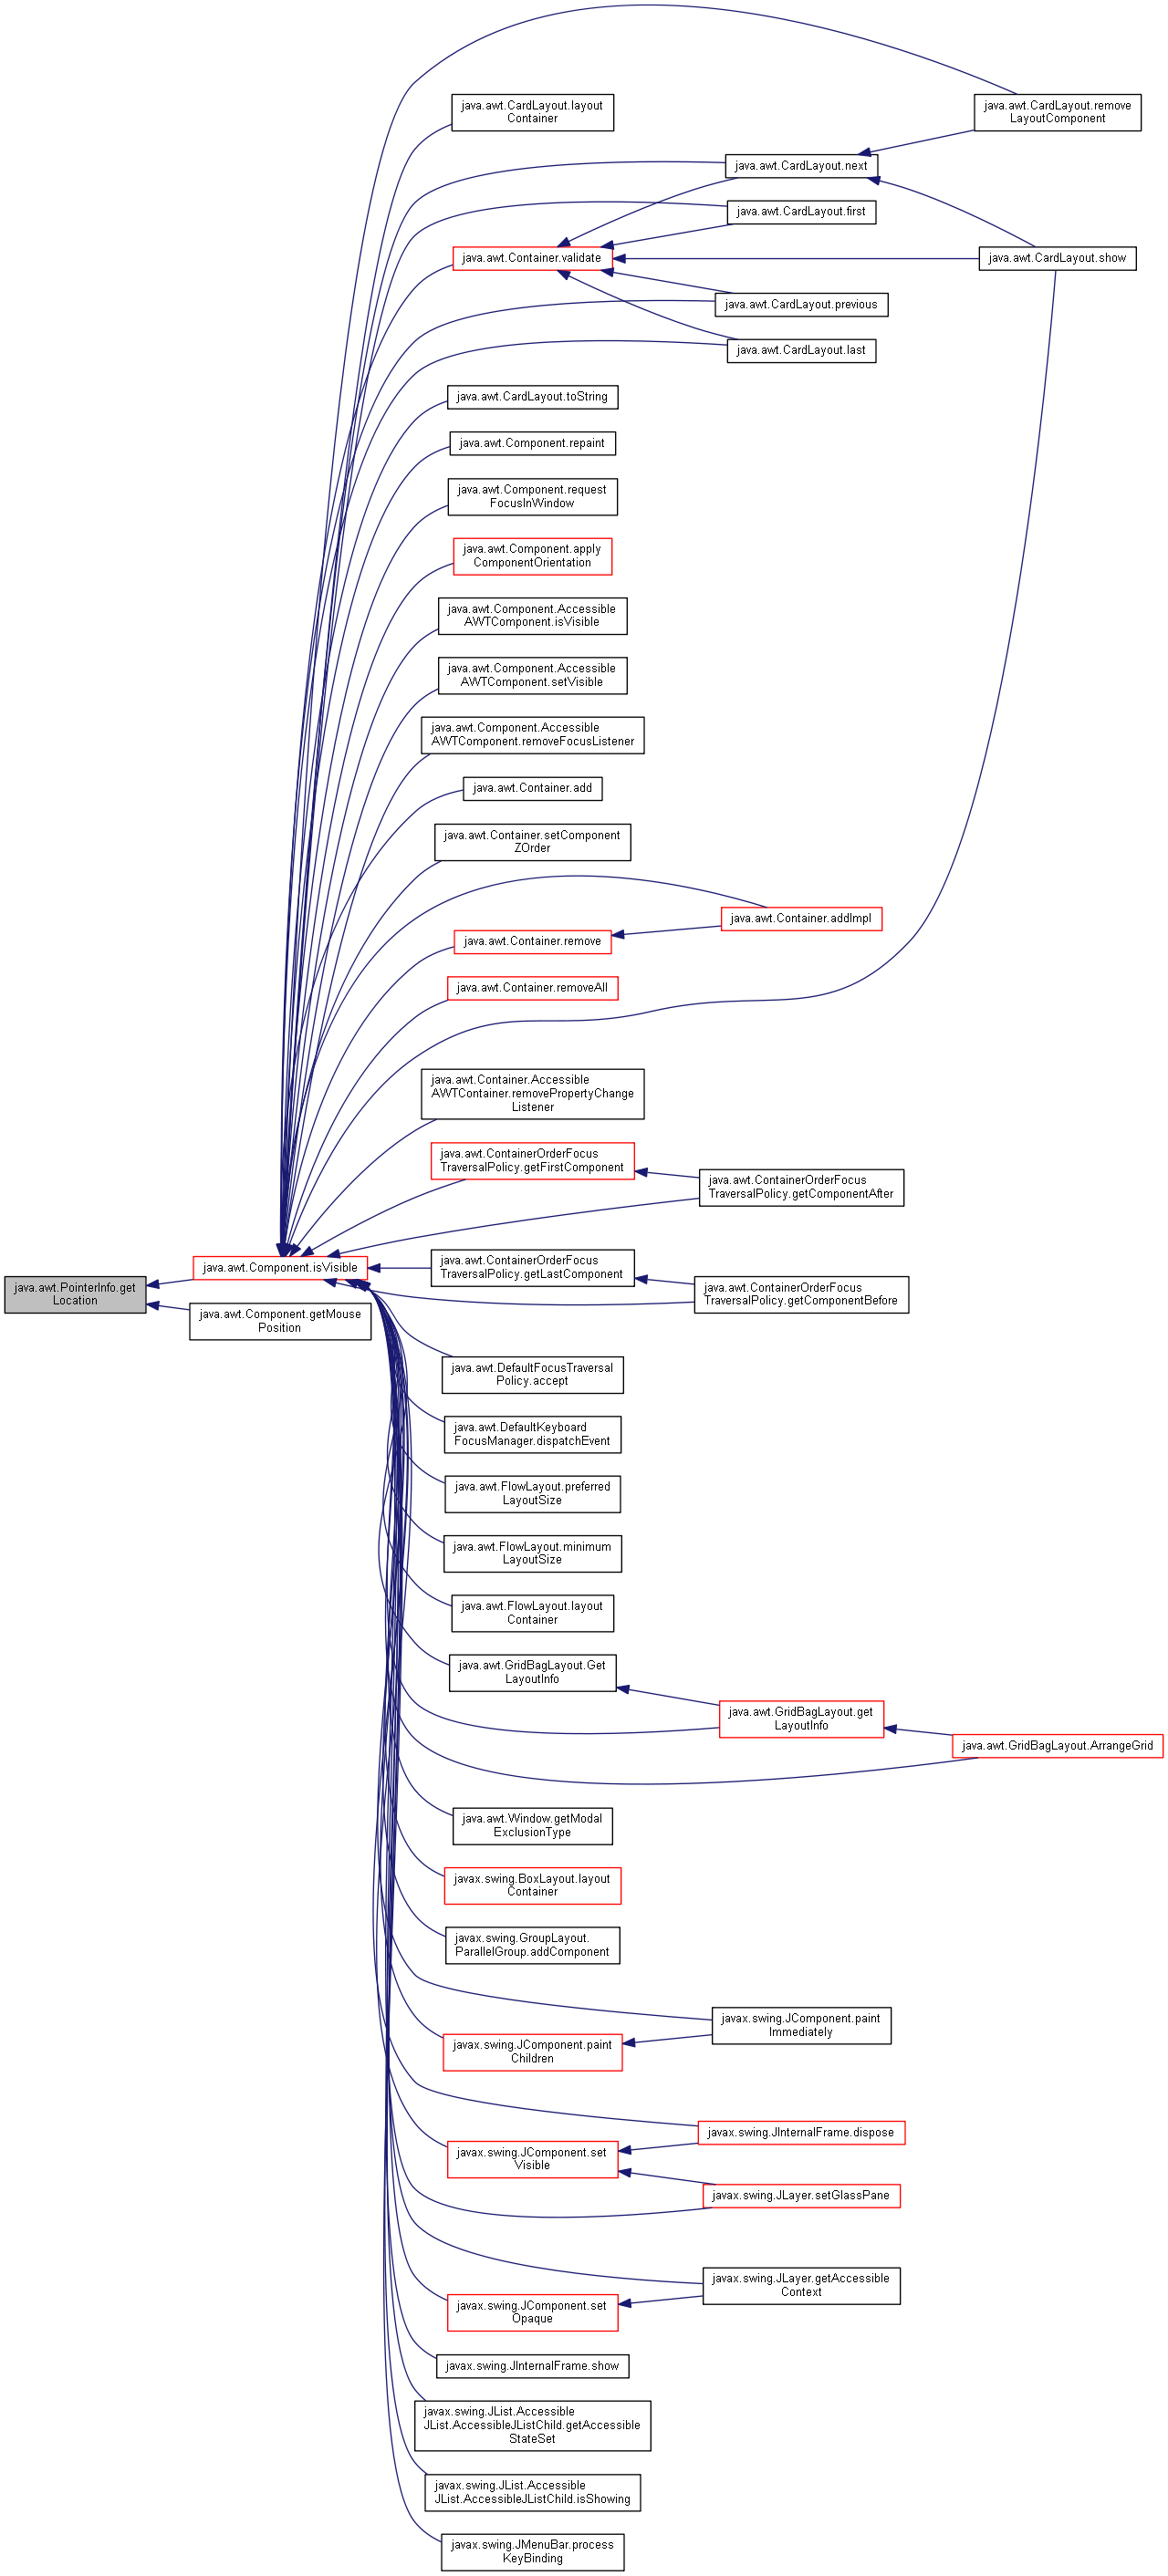 java.awt.CardLayout.layout
Container
java.awt.CardLayout.remove
LayoutComponent
java.awt.CardLayout.next
java.awt.CardLayout.first
java.awt.Container.validate
java.awt.CardLayout.show
java.awt.CardLayout.previous
java.awt.CardLayout.last
java.awt.CardLayout.toString
java.awt.Component.repaint
java.awt.Component.request
FocusInWindow
java.awt.Component.apply
ComponentOrientation
java.awt.Component.Accessible
AWTComponent.isVisible
java.awt.Component.Accessible
AWTComponent.setVisible
java.awt.Component.Accessible
AWTComponent.removeFocusListener
java.awt.Container.add
java.awt.Container.setComponent
ZOrder
java.awt.Container.addImpl
java.awt.Container.remove
java.awt.Container.removeAll
java.awt.Container.Accessible
AWTContainer.removePropertyChange
Listener
java.awt.ContainerOrderFocus
TraversalPolicy.getFirstComponent
java.awt.ContainerOrderFocus
TraversalPolicy.getComponentAfter
java.awt.Component.isVisible
java.awt.ContainerOrderFocus
TraversalPolicy.getLastComponent
java.awt.PointerInfo.get
Location
java.awt.ContainerOrderFocus
TraversalPolicy.getComponentBefore
java.awt.Component.getMouse
Position
java.awt.DefaultFocusTraversal
Policy.accept
java.awt.DefaultKeyboard
FocusManager.dispatchEvent
java.awt.FlowLayout.preferred
LayoutSize
java.awt.FlowLayout.minimum
LayoutSize
java.awt.FlowLayout.layout
Container
java.awt.GridBagLayout.Get
LayoutInfo
java.awt.GridBagLayout.get
LayoutInfo
java.awt.GridBagLayout.ArrangeGrid
java.awt.Window.getModal
ExclusionType
javax.swing.BoxLayout.layout
Container
javax.swing.GroupLayout.
ParallelGroup.addComponent
javax.swing.JComponent.paint
Immediately
javax.swing.JComponent.paint
Children
javax.swing.JInternalFrame.dispose
javax.swing.JComponent.set
Visible
javax.swing.JLayer.setGlassPane
javax.swing.JLayer.getAccessible
Context
javax.swing.JComponent.set
Opaque
javax.swing.JInternalFrame.show
javax.swing.JList.Accessible
JList.AccessibleJListChild.getAccessible
StateSet
javax.swing.JList.Accessible
JList.AccessibleJListChild.isShowing
javax.swing.JMenuBar.process
KeyBinding